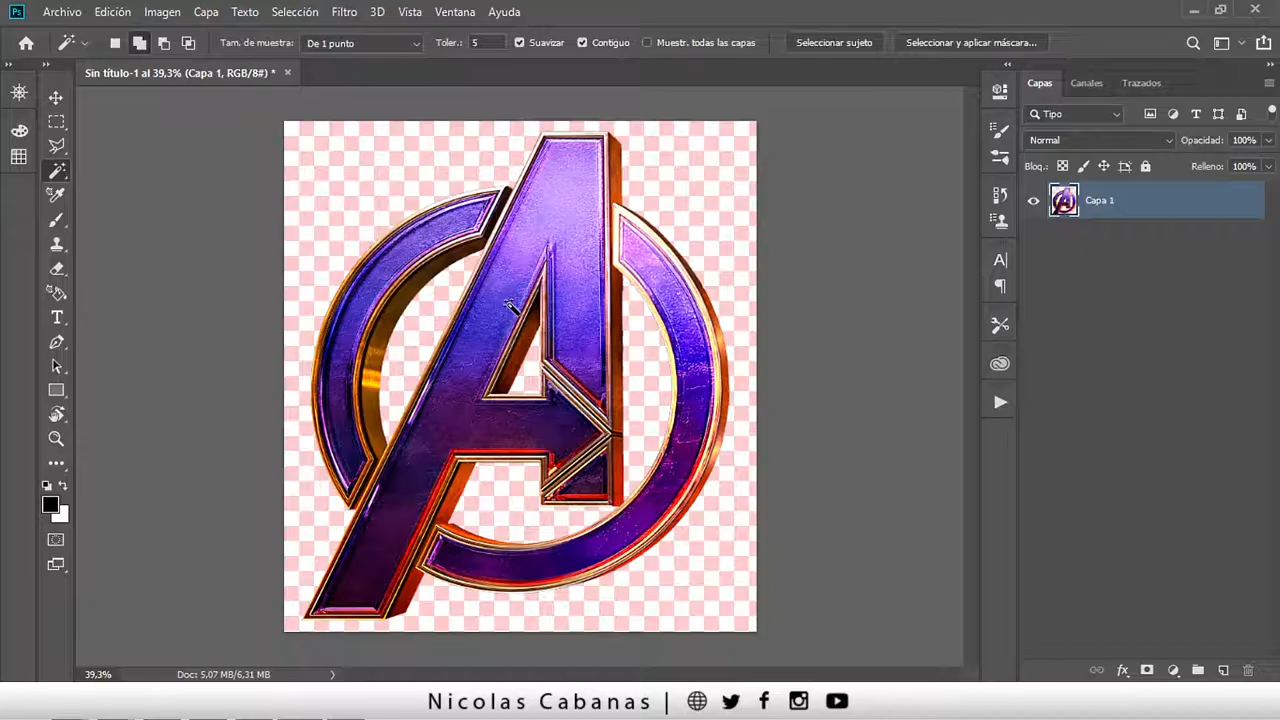 Ps Archivo Edición Imagen Capa Texto Selección Filtro 3D Vista Ventana Ayuda
Tam. de muestra: De 1 punto Toler.: 5 Suavizar Contiguo Muestr. todas las capas Seleccionar sujeto Seleccionar y aplicar máscara...
Sin título-1 al 39,3% (Capa 1, RGB/8#) *
Capas Canales Trazados
Tipo
Normal Opacidad: 100%
Bloq.: Relleno: 100%
Capa 1
39,3% Doc: 5,07 MB/6,31 MB
Nicolas Cabanas |